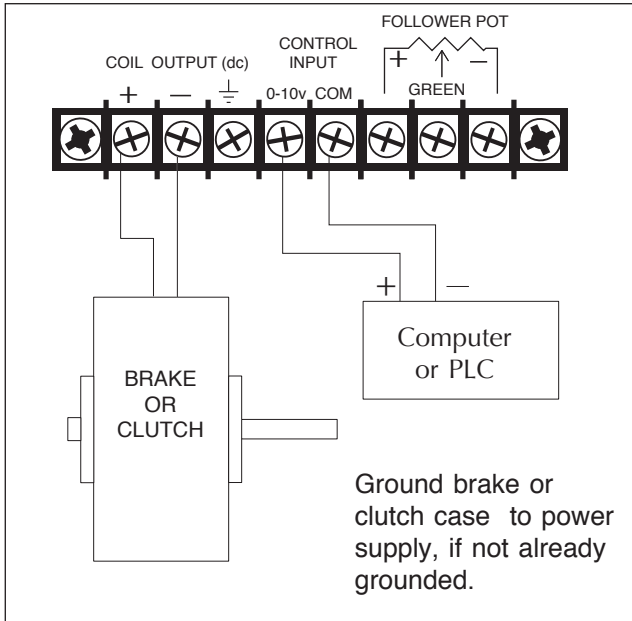 FOLLOWER POT
COIL OUTPUT (dc)
CONTROL
INPUT
+ −
+ − 0-10v COM GREEN
+ −
BRAKE
OR
CLUTCH
Computer
or PLC
Ground brake or
clutch case to power
supply, if not already
grounded.